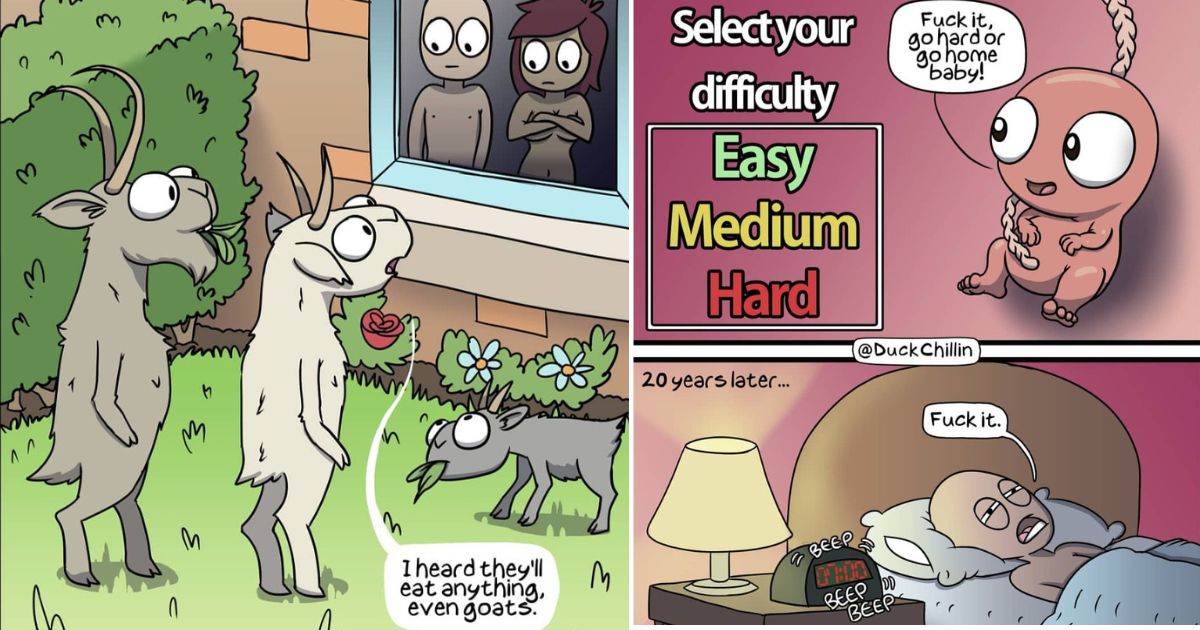 I heard they'll
eat anything,
even goats.
Select your
difficulty
Easy
Medium
Hard
Fuck it,
go hard or
go home
baby!
@DuckChillin
20 years later...
Fuck it.
BEEP
07:00
BEEP
BEEP